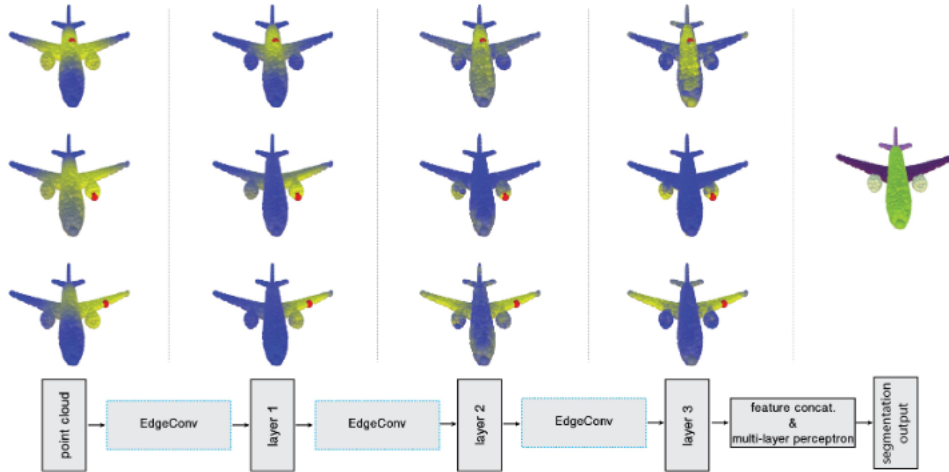 point cloud
EdgeConv
layer 1
EdgeConv
layer 2
EdgeConv
layer 3
feature concat.
&
multi-layer perceptron
segmentation
output